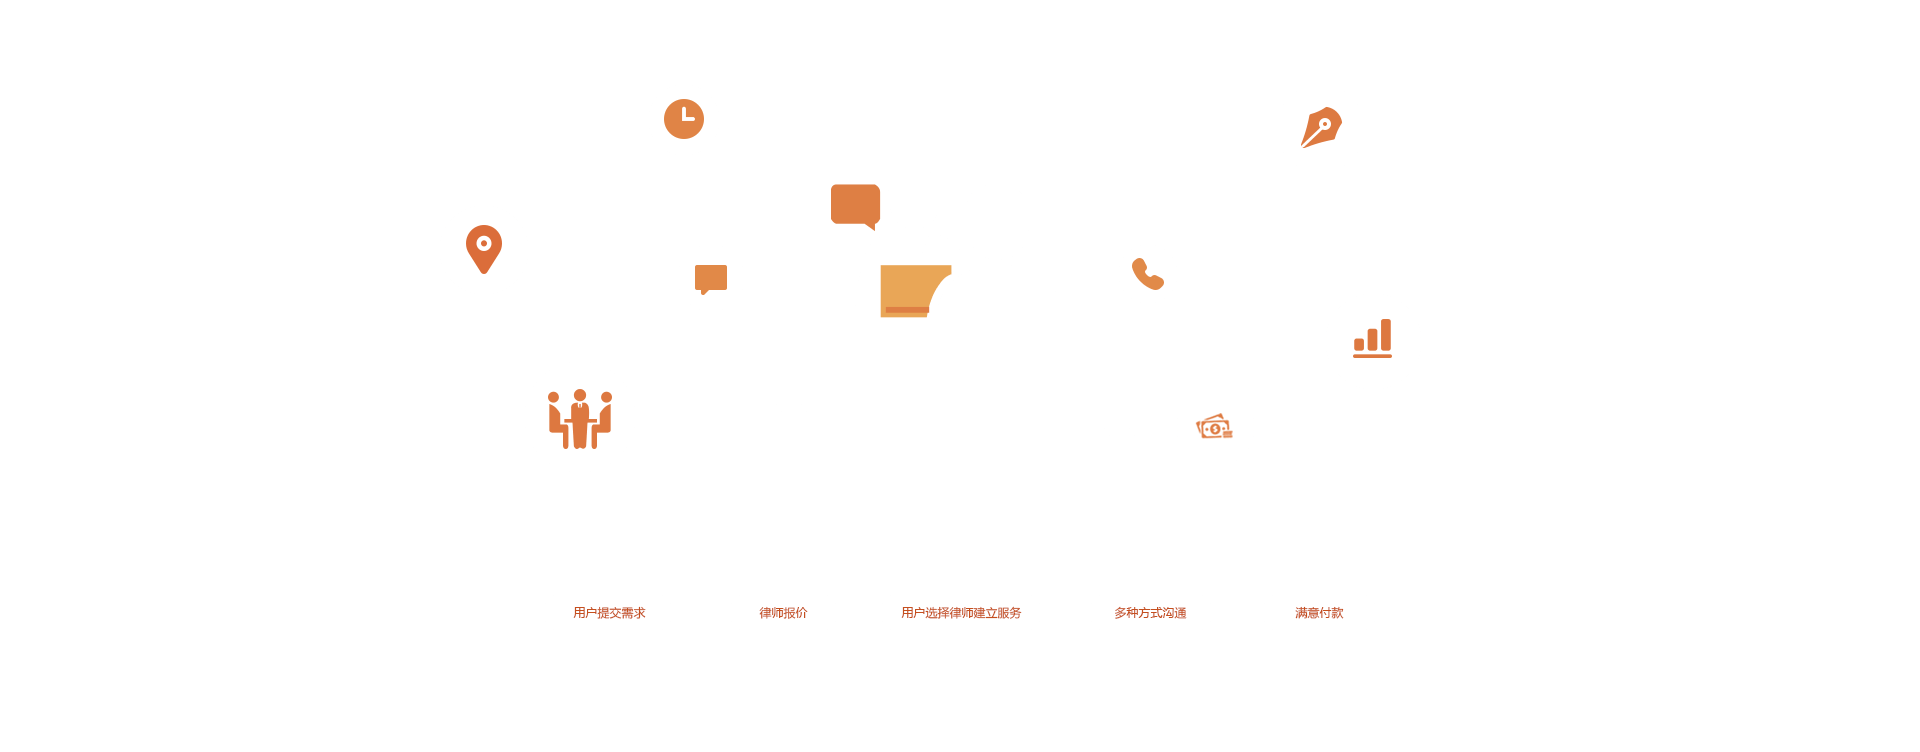 用户提交需求
律师报价
用户选择律师建立服务
多种方式沟通
满意付款